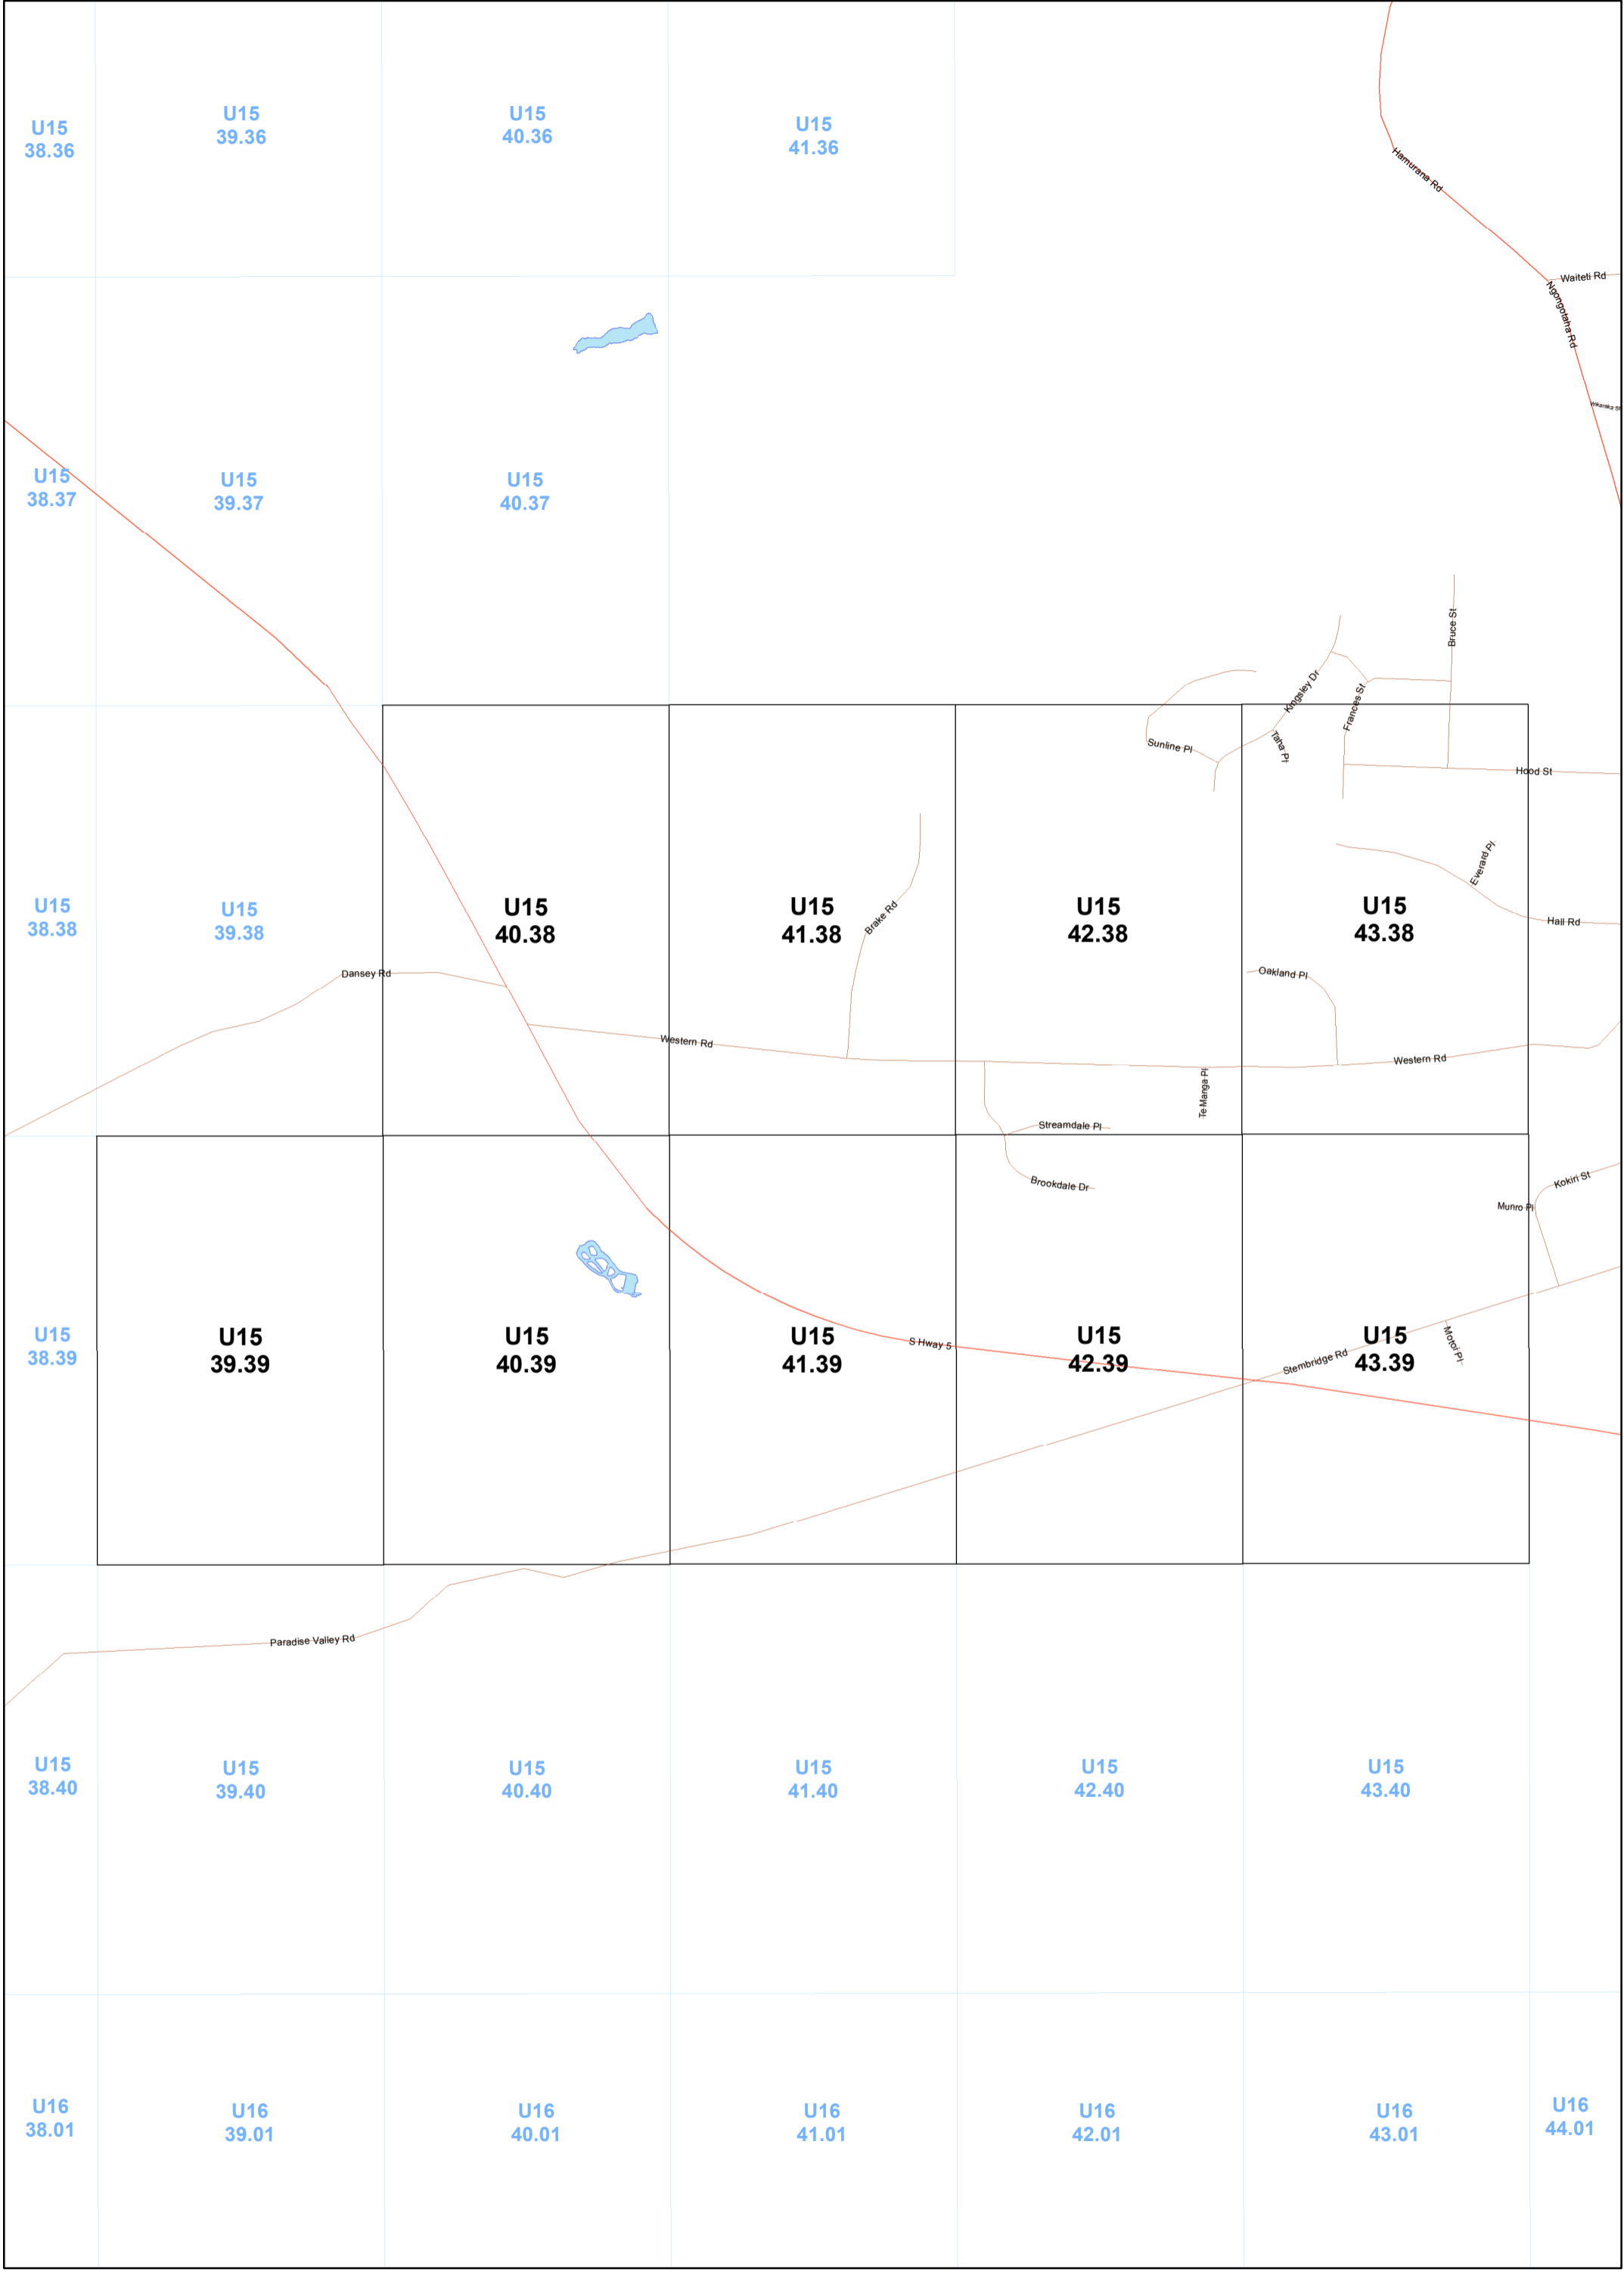 U15
38.36
U15
39.36
U15
40.36
U15
41.36
Hamurana Rd
Waiteti Rd
Ngongotaha Rd
U15
38.37
U15
39.37
U15
40.37
Bruce St
Kingsley Dr
Frances St
Sunline Pl
Taha Pl
Hood St
Everard Pl
U15
38.38
U15
39.38
U15
40.38
U15
41.38
Brake Rd
U15
42.38
U15
43.38
Hall Rd
Dansey Rd
Oakland Pl
Western Rd
Western Rd
Te Manga Pl
Streamdale Pl
Brookdale Dr
Kokiri St
Munro Pl
U15
38.39
U15
39.39
U15
40.39
U15
41.39
S Hway 5
U15
42.39
Stembridge Rd
U15
43.39
Motoi Pl
Paradise Valley Rd
U15
38.40
U15
39.40
U15
40.40
U15
41.40
U15
42.40
U15
43.40
U16
38.01
U16
39.01
U16
40.01
U16
41.01
U16
42.01
U16
43.01
U16
44.01